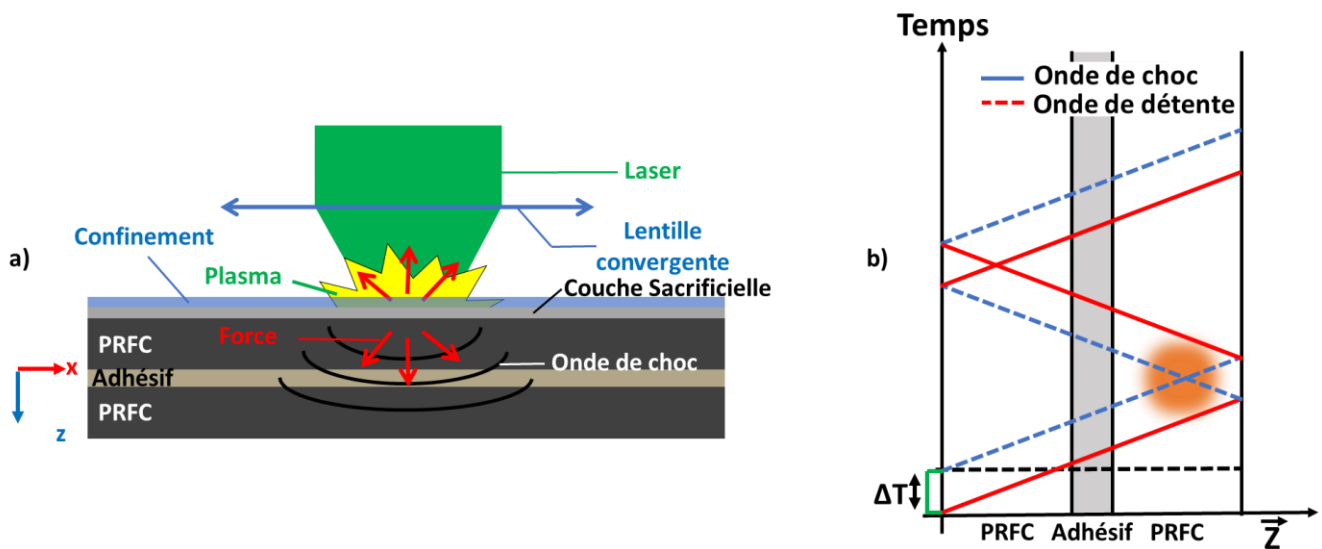 a)
Laser
Confinement
Lentille
convergente
Plasma
Couche Sacrificielle
PRFC
Force
Onde de choc
x
Adhésif
PRFC
z
b)
Temps
Onde de choc
Onde de détente
ΔT
PRFC Adhésif PRFC
Z